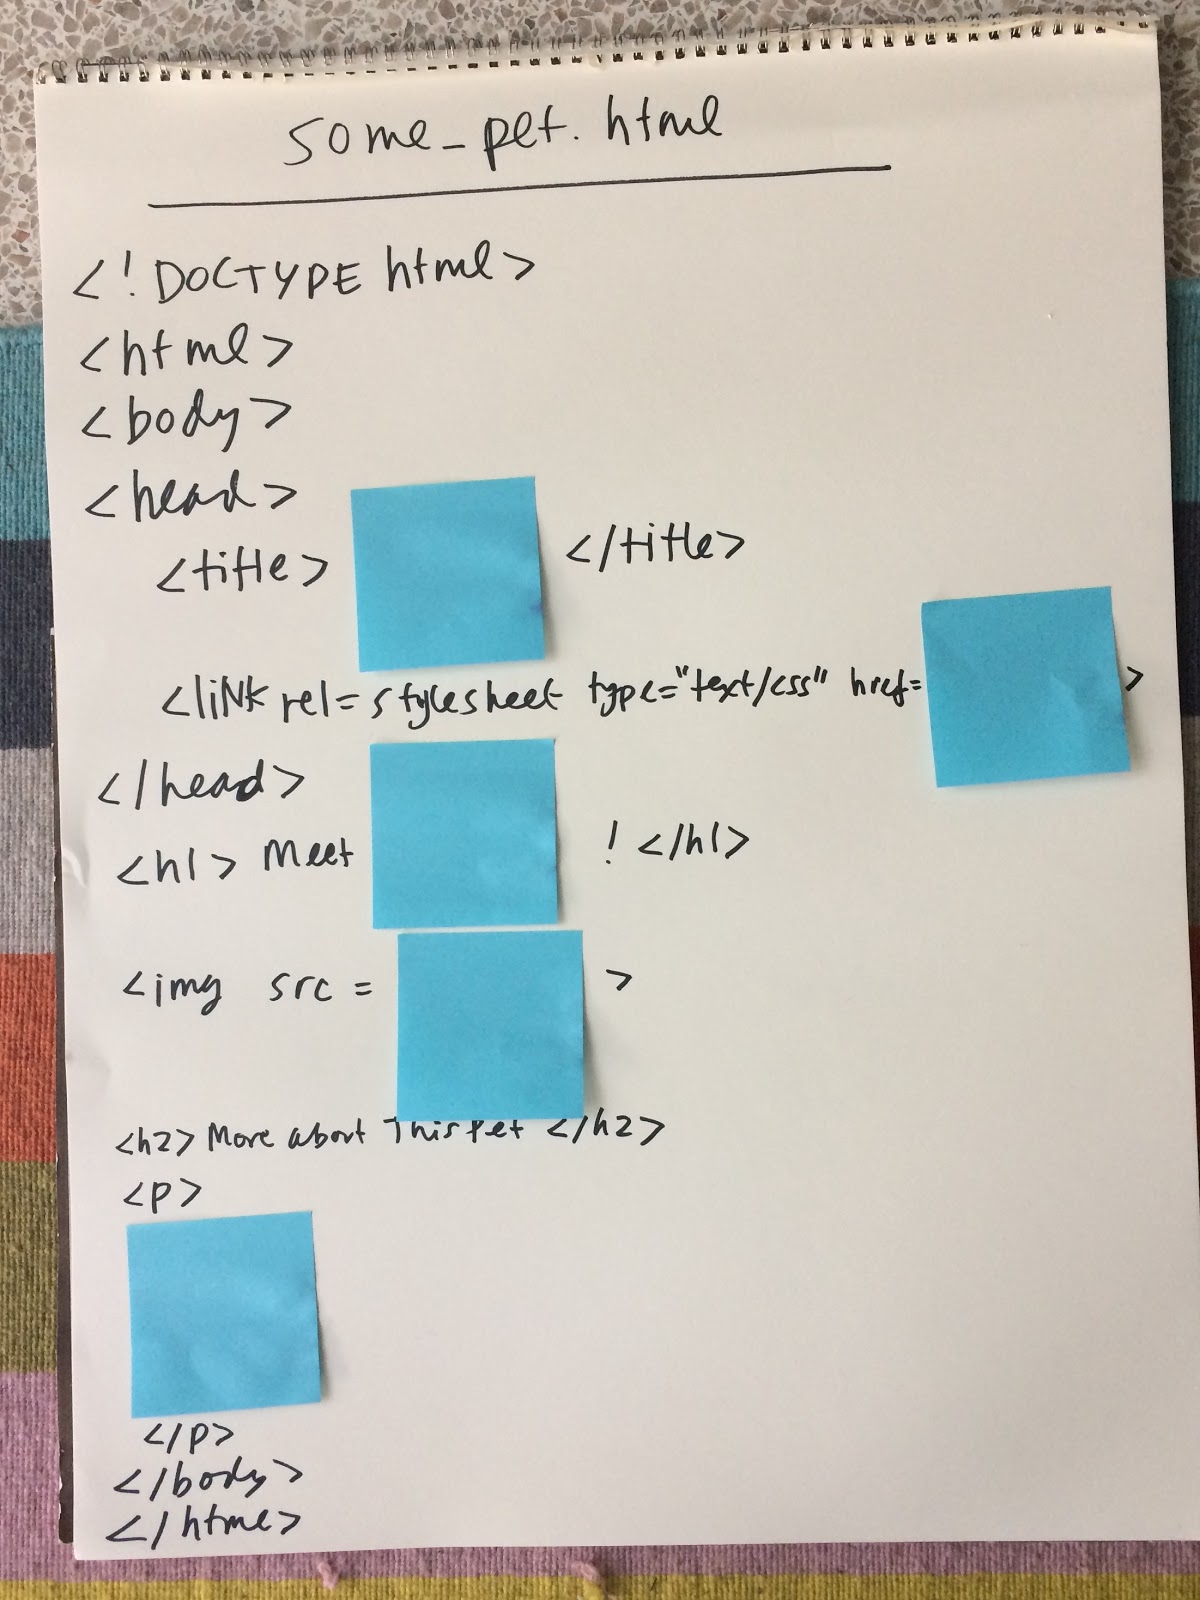 some_pet.html
<!DOCTYPE html>
<html>
<body>
<head>
<title> </title>
<link rel=stylesheet type="text/css" href= >
</head>
<h1> Meet ! </h1>
<img src = >
<h2> More about This Pet </h2>
<p>
</p>
</body>
</html>